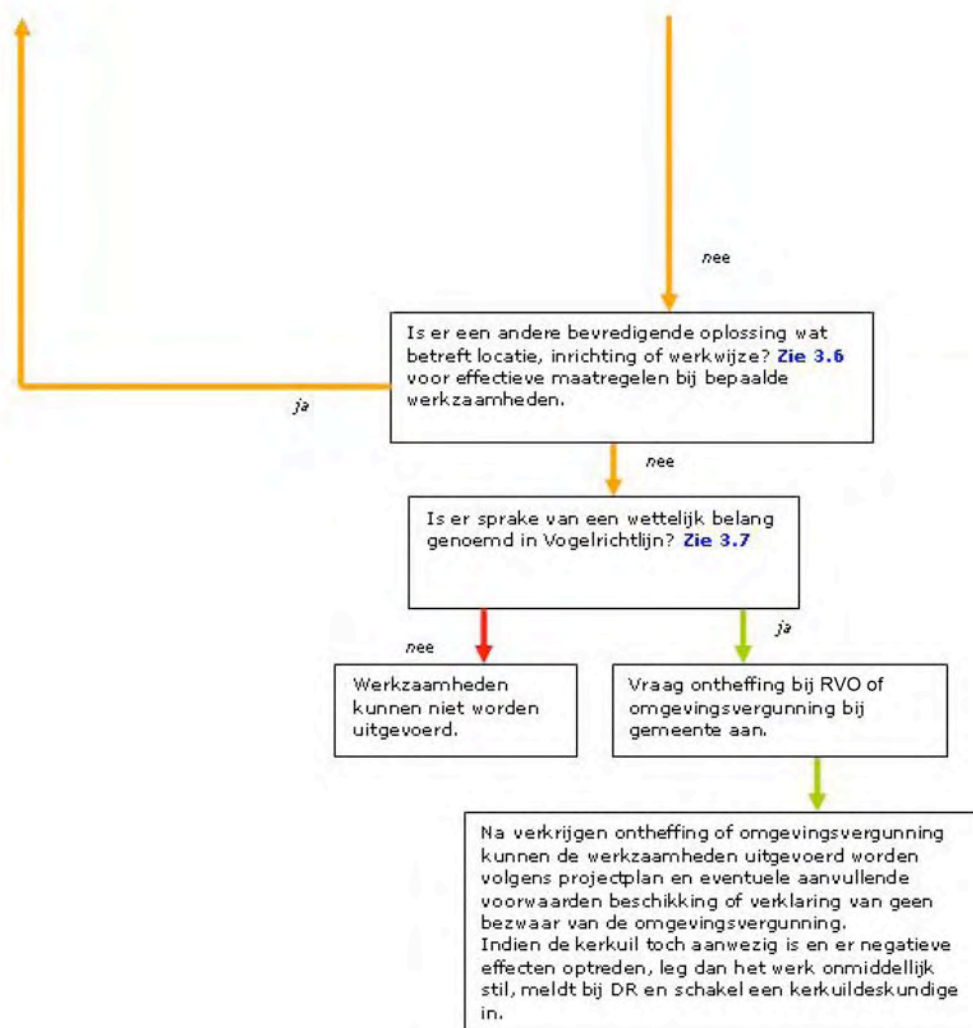 nee
Is er een andere bevredigende oplossing wat
betreft locatie, inrichting of werkwijze? Zie 3.6
voor effectieve maatregelen bij bepaalde
werkzaamheden.
ja
nee
Is er sprake van een wettelijk belang
genoemd in Vogelrichtlijn? Zie 3.7
nee
ja
Werkzaamheden
kunnen niet worden
uitgevoerd.
Vraag ontheffing bij RVO of
omgevingsvergunning bij
gemeente aan.
Na verkrijgen ontheffing of omgevingsvergunning
kunnen de werkzaamheden uitgevoerd worden
volgens projectplan en eventuele aanvullende
voorwaarden beschikking of verklaring van geen
bezwaar van de omgevingsvergunning.
Indien de kerkuil toch aanwezig is en er negatieve
effecten optreden, leg dan het werk onmiddellijk
stil, meldt bij DR en schakel een kerkuildeskundige
in.